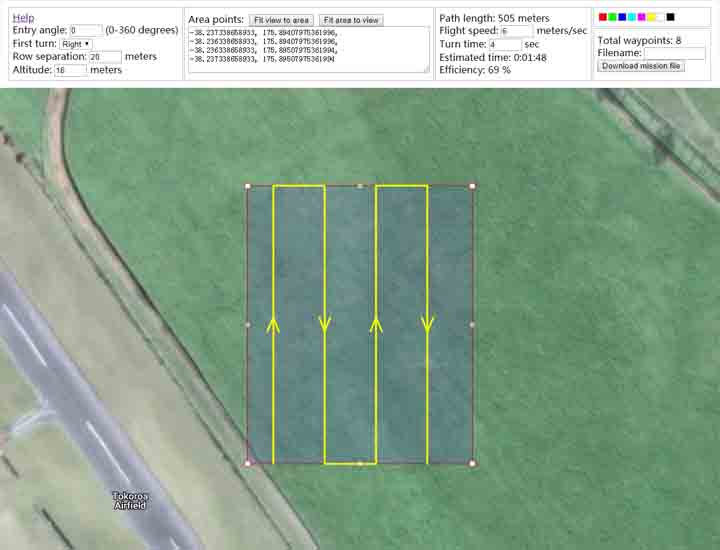 Help
Entry angle: 0 (0-360 degrees)
First turn: Right
Row separation: 20 meters
Altitude: 16 meters
Area points: Fit view to area Fit area to view
-38.237338658933, 175.89407975361996,
-38.236338658933, 175.89407975361996,
-38.236338658933, 175.89507975361994,
-38.237338658933, 175.89507975361994
Path length: 505 meters
Flight speed: 6 meters/sec
Turn time: 4 sec
Estimated time: 0:01:48
Efficiency: 69 %
Total waypoints: 8
Filename:
Download mission file
Tokoroa
Airfield